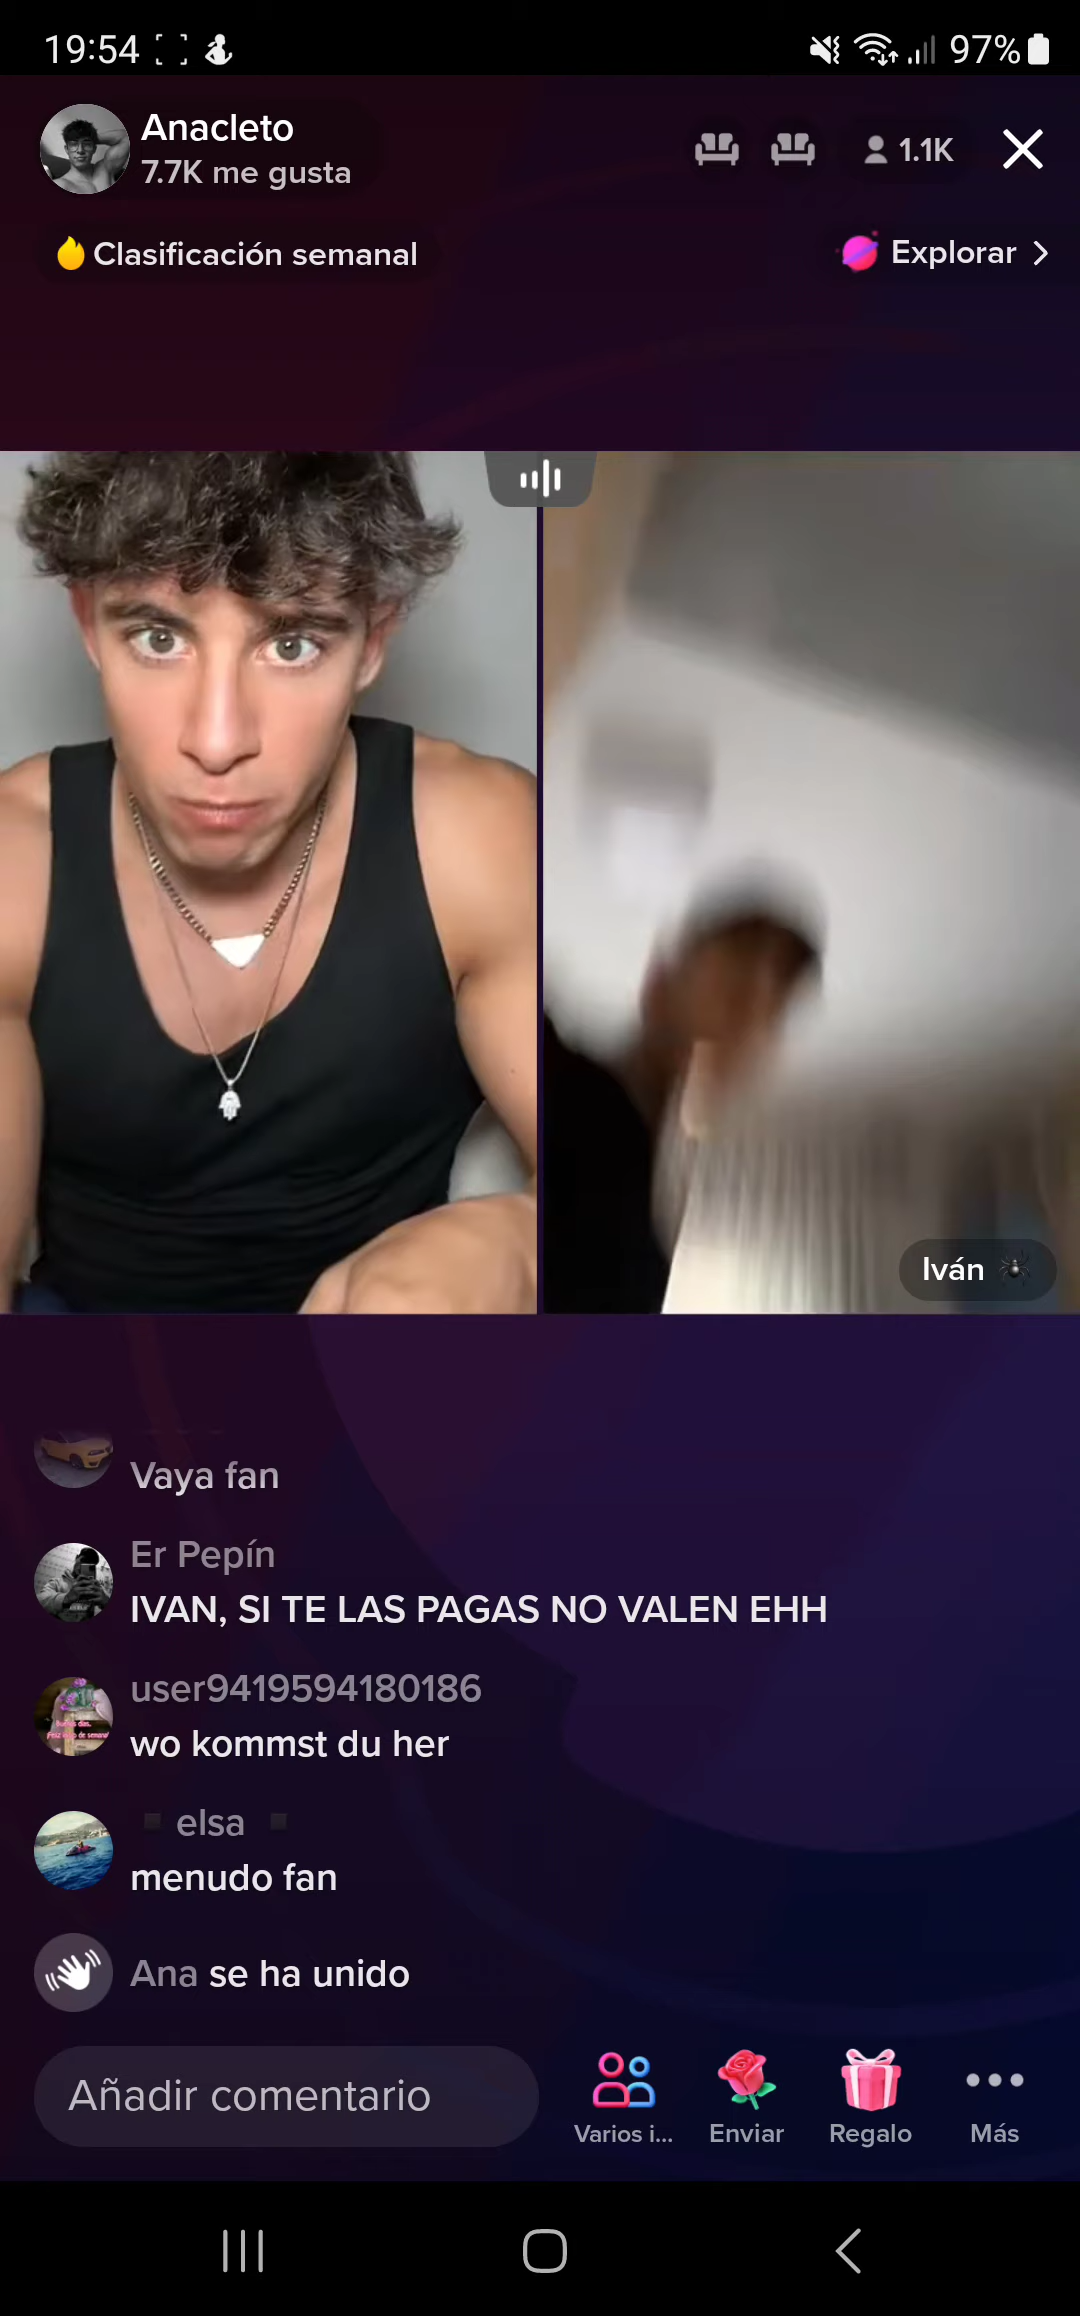 19:54
97%
Anacleto
7.7K me gusta
1.1K
Clasificación semanal
Explorar
Iván
Vaya fan
Er Pepín
IVAN, SI TE LAS PAGAS NO VALEN EHH
user9419594180186
wo kommst du her
elsa
menudo fan
Ana se ha unido
Añadir comentario
Varios i...
Enviar
Regalo
Más